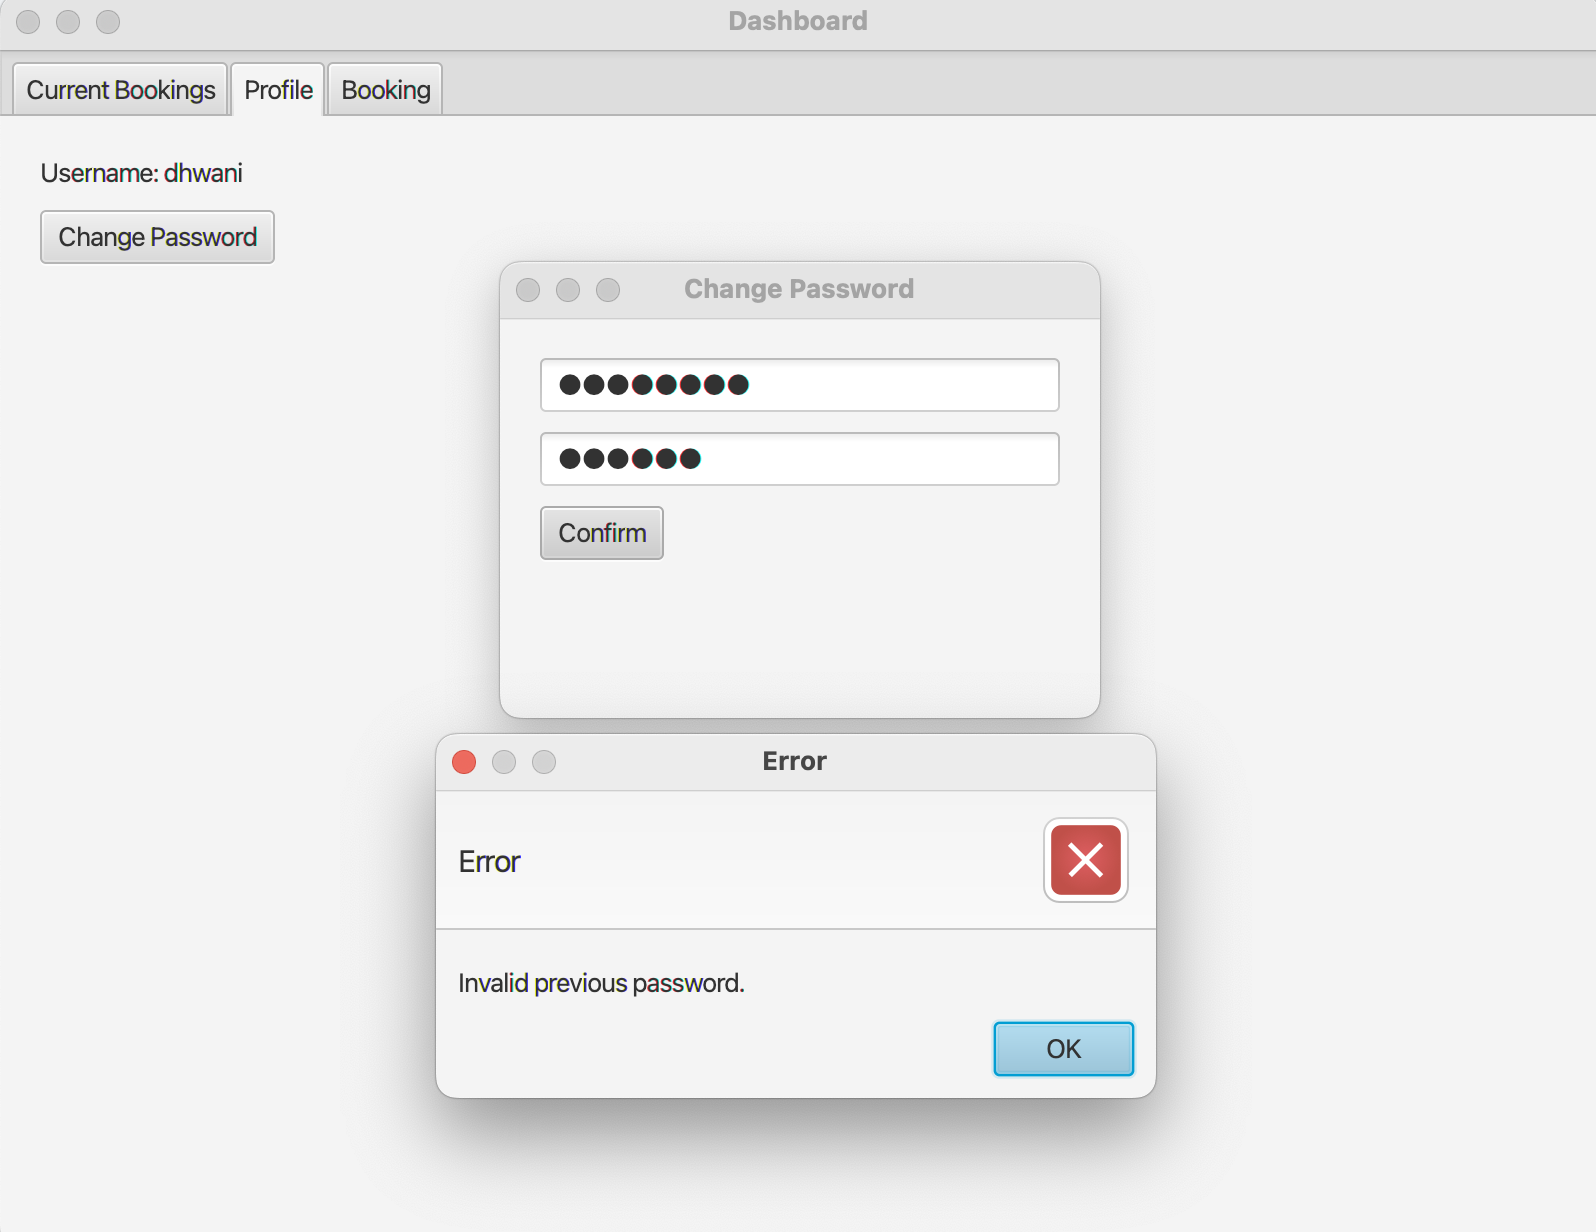 Dashboard
Current Bookings
Profile
Booking
Username: dhwani
Change Password
Change Password
●●●●●●●●
●●●●●●
Confirm
Error
Error
Invalid previous password.
OK